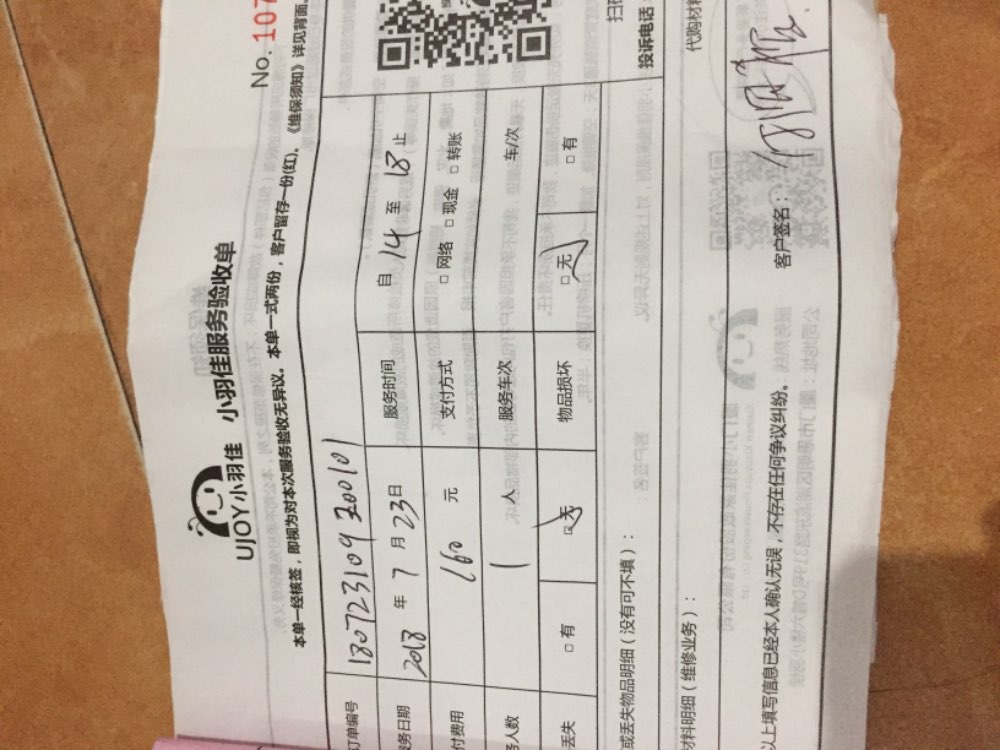 No. 107
UJOY小羽佳 小羽佳服务验收单
本单一经核签，即视为对本次服务验收无异议。 本单一式两份，客户留存一份(红)。《维保须知》详见背面
订单编号 180723109300101
务日期 2018 年 7 月 23 日 服务时间 自 14 至 18 止
付费用 160 元 支付方式 □ 网络 □ 现金 □ 转账
务人数 1 人 服务车次 车/次
丢失 □ 有 □ 无 物品损坏 □ 无 □ 有
扫
投诉电话
或丢失物品明细（没有可不填）：
材料明细（维修业务）：
代购材料
以上填写信息已经本人确认无误，不存在任何争议纠纷。 客户签名：